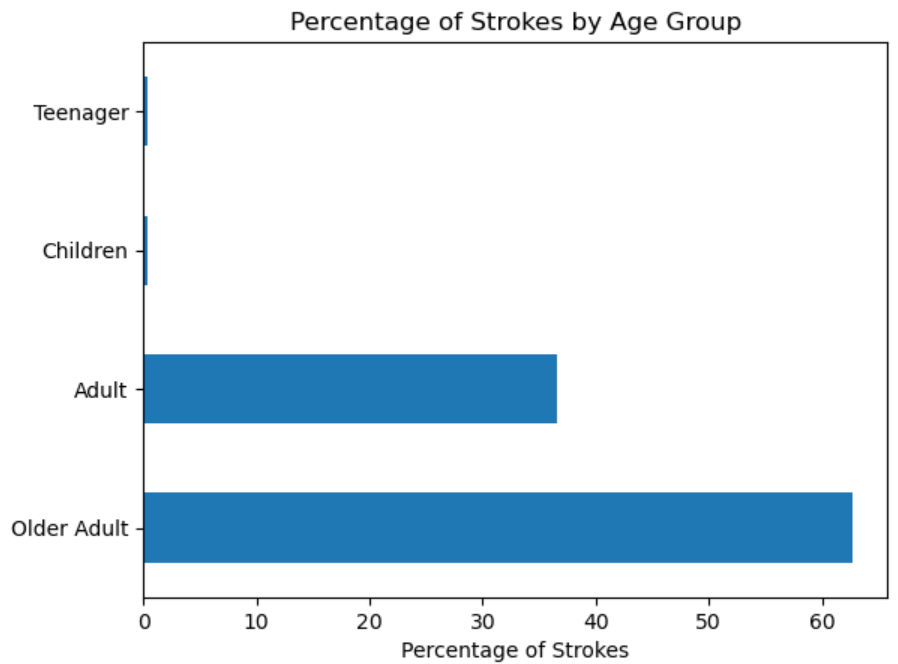 Percentage of Strokes by Age Group
Teenager
Children
Adult
Older Adult
0 10 20 30 40 50 60
Percentage of Strokes